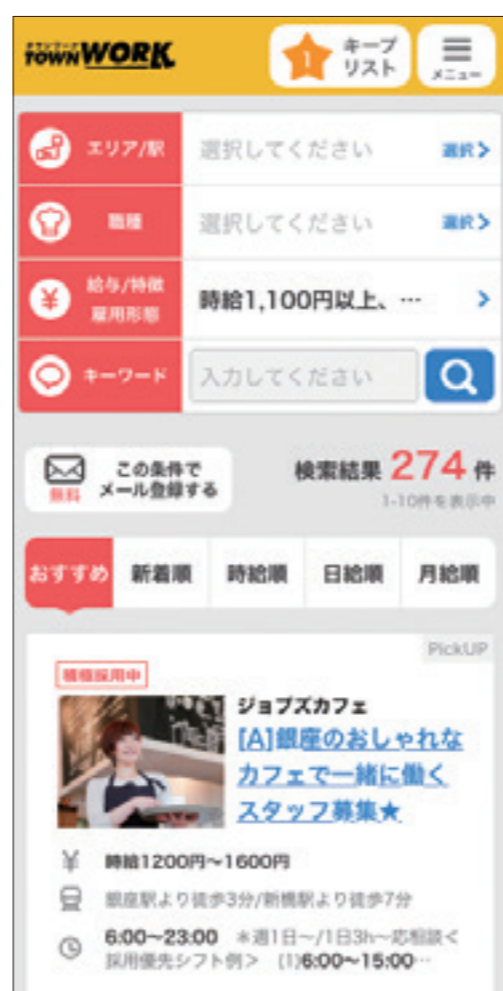 タウンワーク
TOWNWORK
1
キープ
リスト
メニュー
エリア/駅 選択してください 選択
職種 選択してください 選択
給与/特徴
雇用形態
時給1,100円以上、 …
キーワード 入力してください
無料
この条件で
メール登録する
検索結果 274 件
1-10件を表示中
おすすめ 新着順 時給順 日給順 月給順
PickUP
積極採用中
ジョブズカフェ
[A]銀座のおしゃれな
カフェで一緒に働く
スタッフ募集★
時給1200円〜1600円
銀座駅より徒歩3分/新橋駅より徒歩7分
6:00〜23:00 *週1日〜/1日3h〜応相談<
採用優先シフト例> (1)6:00〜15:00…